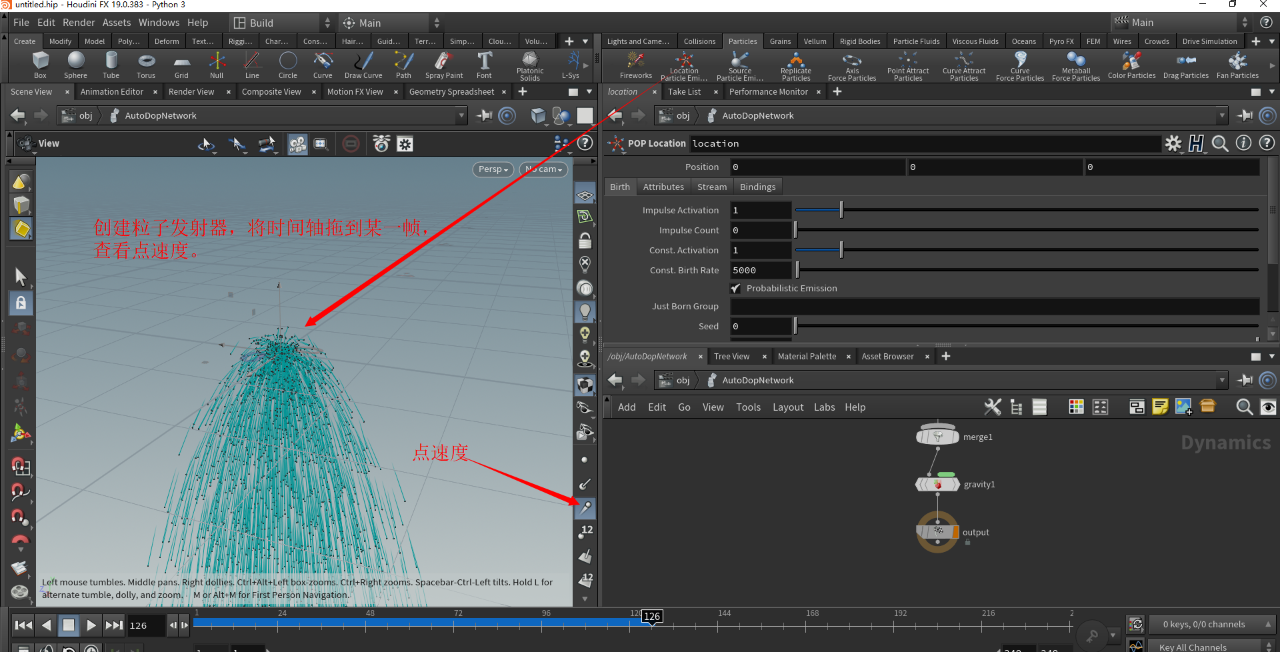 untitled.hip - Houdini FX 19.0.383 - Python 3
File Edit Render Assets Windows Help Build Main Main
Create Modify Model Poly... Deform Text... Riggi... Char... Cons... Hair... Guid... Terr... Simp... Clou... Volu...
Box Sphere Tube Torus Grid Null Line Circle Curve Draw Curve Path Spray Paint Font Platonic Solids L-Sys
Lights and Came... Collisions Particles Grains Vellum Rigid Bodies Particle Fluids Viscous Fluids Oceans Pyro FX FEM Wires Crowds Drive Simulation
Fireworks Location Particle Emi... Source Particle Emi... Replicate Particles Axis Force Particles Point Attract Particles Curve Attract Particles Curve Force Particles Metaball Force Particles Color Particles Drag Particles Fan Particles
Scene View Animation Editor Render View Composite View Motion FX View Geometry Spreadsheet
obj AutoDopNetwork
View
Persp No cam
创建粒子发射器，将时间轴拖到某一帧，
查看点速度。
点速度
12
12
Left mouse tumbles. Middle pans. Right dollies. Ctrl+Alt+Left box-zooms. Ctrl+Right zooms. Spacebar-Ctrl-Left tilts. Hold L for
alternate tumble, dolly, and zoom. M or Alt+M for First Person Navigation.
location Take List Performance Monitor
obj AutoDopNetwork
POP Location location
Position 0 0 0
Birth Attributes Stream Bindings
Impulse Activation 1
Impulse Count 0
Const. Activation 1
Const. Birth Rate 5000
Probabilistic Emission
Just Born Group
Seed 0
/obj/AutoDopNetwork Tree View Material Palette Asset Browser
obj AutoDopNetwork
Add Edit Go View Tools Layout Labs Help
Dynamics
merge1
gravity1
output
126 1 24 48 72 96 126 144 168 192 216
0 keys, 0/0 channels
Key All Channels